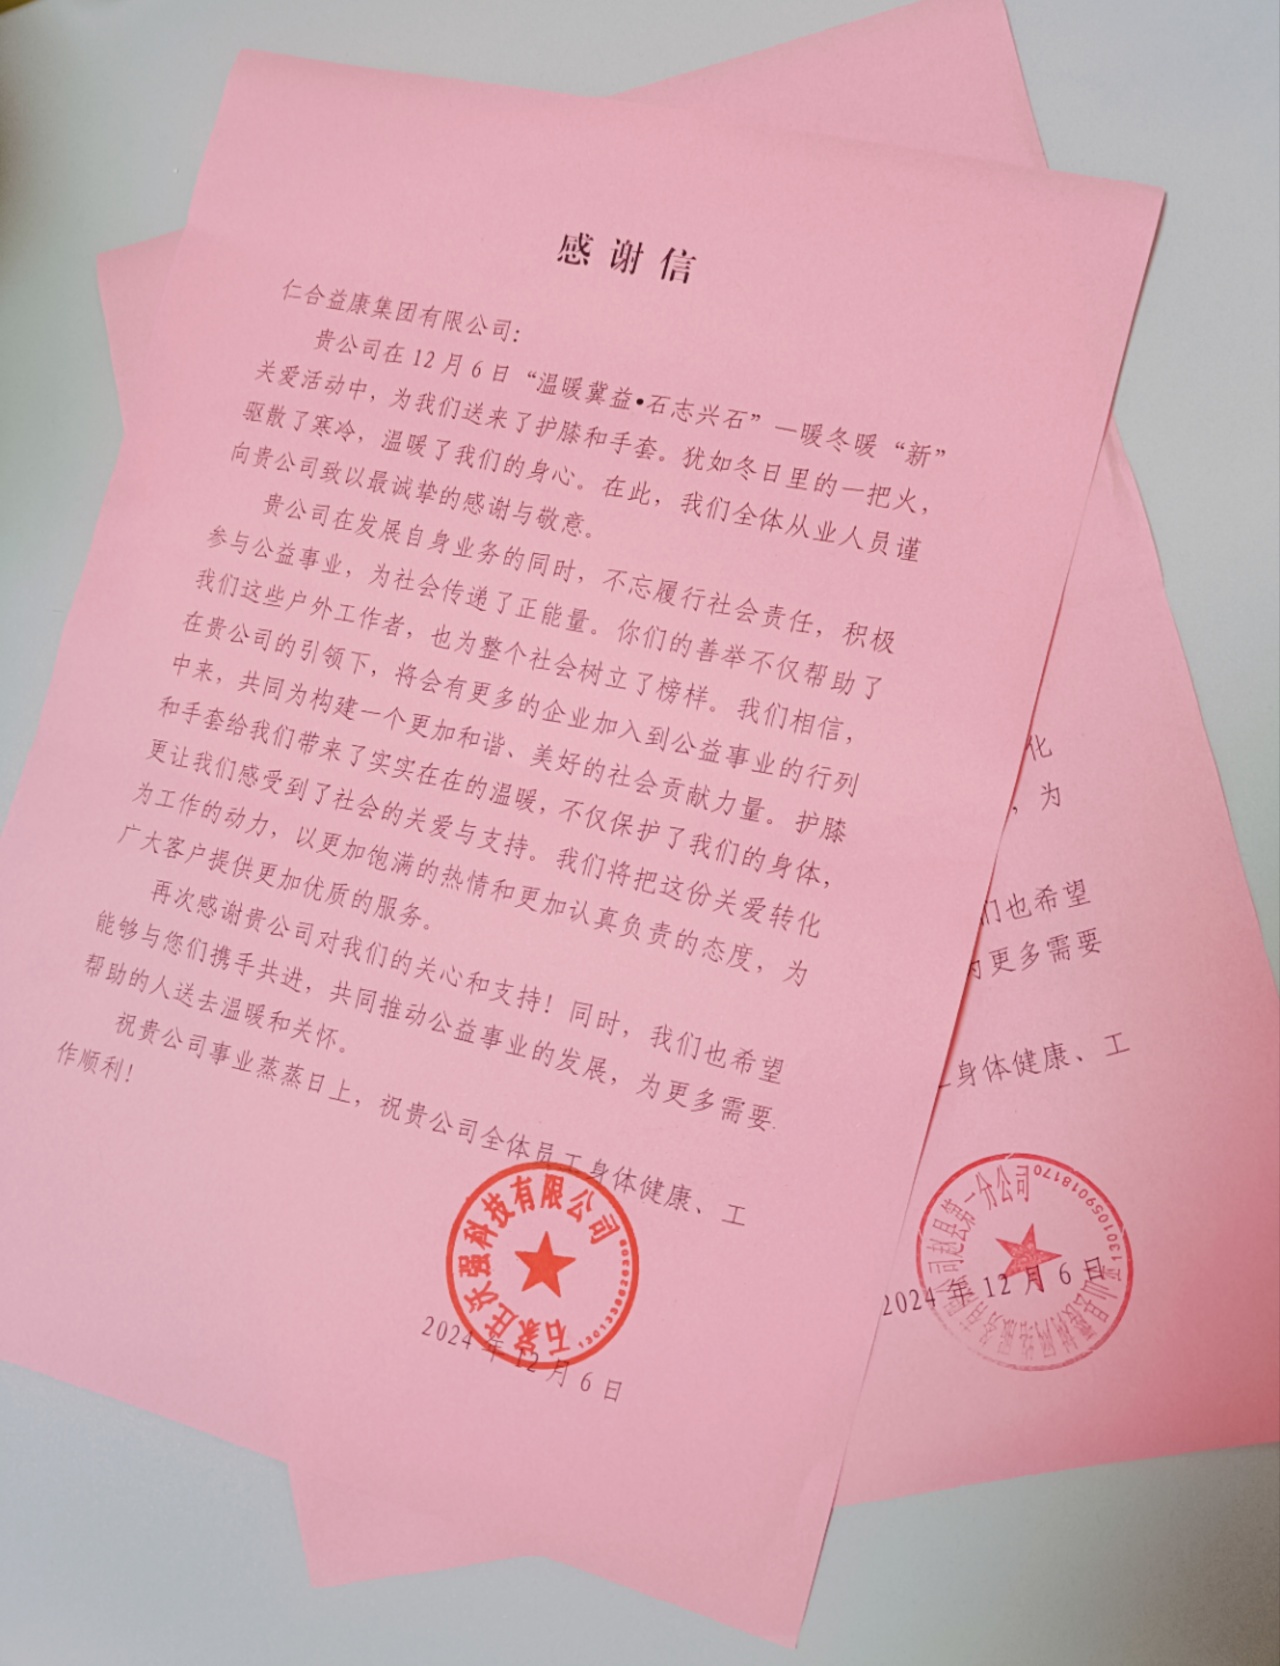 感谢信
仁合益康集团有限公司：
贵公司在12月6日“温暖冀益•石志兴石”—暖冬暖“新”
关爱活动中，为我们送来了护膝和手套。犹如冬日里的一把火，
驱散了寒冷，温暖了我们的身心。在此，我们全体从业人员谨
向贵公司致以最诚挚的感谢与敬意。
贵公司在发展自身业务的同时，不忘履行社会责任，积极
参与公益事业，为社会传递了正能量。你们的善举不仅帮助了
我们这些户外工作者，也为整个社会树立了榜样。我们相信，
在贵公司的引领下，将会有更多的企业加入到公益事业的行列
中来，共同为构建一个更加和谐、美好的社会贡献力量。护膝
和手套给我们带来了实实在在的温暖，不仅保护了我们的身体，
更让我们感受到了社会的关爱与支持。我们将把这份关爱转化
为工作的动力，以更加饱满的热情和更加认真负责的态度，为
广大客户提供更加优质的服务。
再次感谢贵公司对我们的关心和支持！同时，我们也希望
能够与您们携手共进，共同推动公益事业的发展，为更多需要
帮助的人送去温暖和关怀。
祝贵公司事业蒸蒸日上，祝贵公司全体员工身体健康、工
作顺利！
石家庄沃强科技有限公司
2024年12月6日
化
，为
们也希望
为更多需要
身体健康、工
公司赵县第一分公司
1301059018170
2024年12月6日